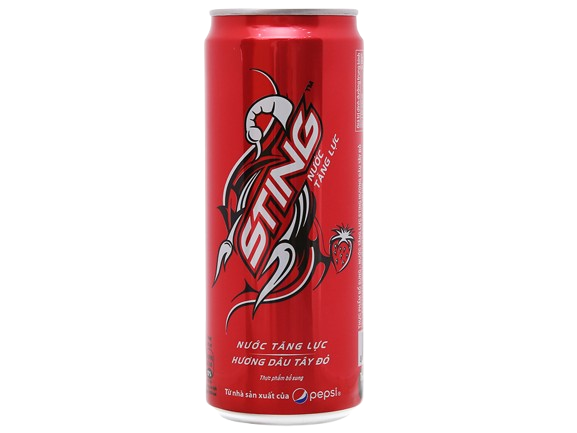 STING™
NƯỚC
TĂNG LỰC
NƯỚC TĂNG LỰC
HƯƠNG DÂU TÂY ĐỎ
Thực phẩm bổ sung
Từ nhà sản xuất của pepsi®